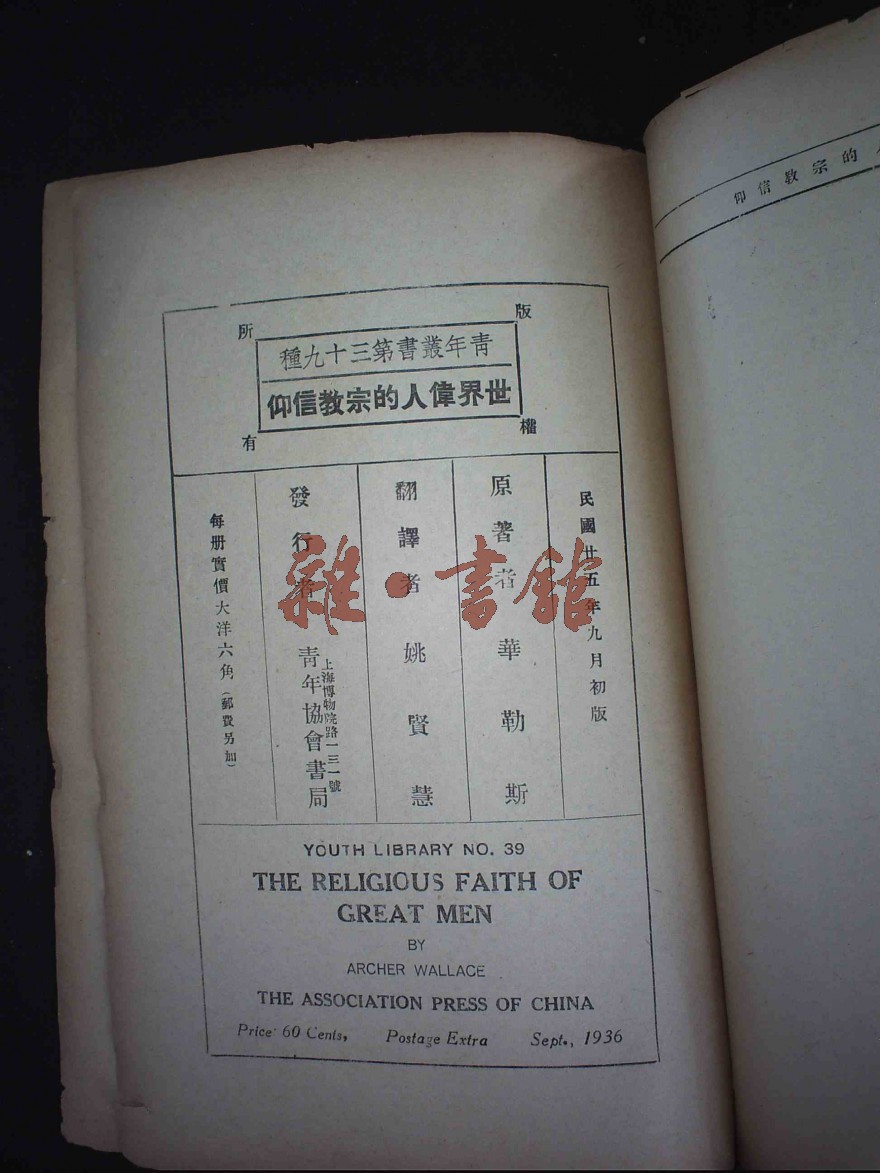 版權所有
青年叢書第三十九種
世界偉人的宗教信仰
民國廿五年九月初版
原著者 華勒斯
翻譯者 姚賢慧
發行者 上海博物院路一三一號 青年協會書局
每册實價大洋六角(郵費另加)
YOUTH LIBRARY NO. 39
THE RELIGIOUS FAITH OF
GREAT MEN
BY
ARCHER WALLACE
THE ASSOCIATION PRESS OF CHINA
Price 60 Cents, Postage Extra Sept., 1936
的宗教信仰
雜·書館